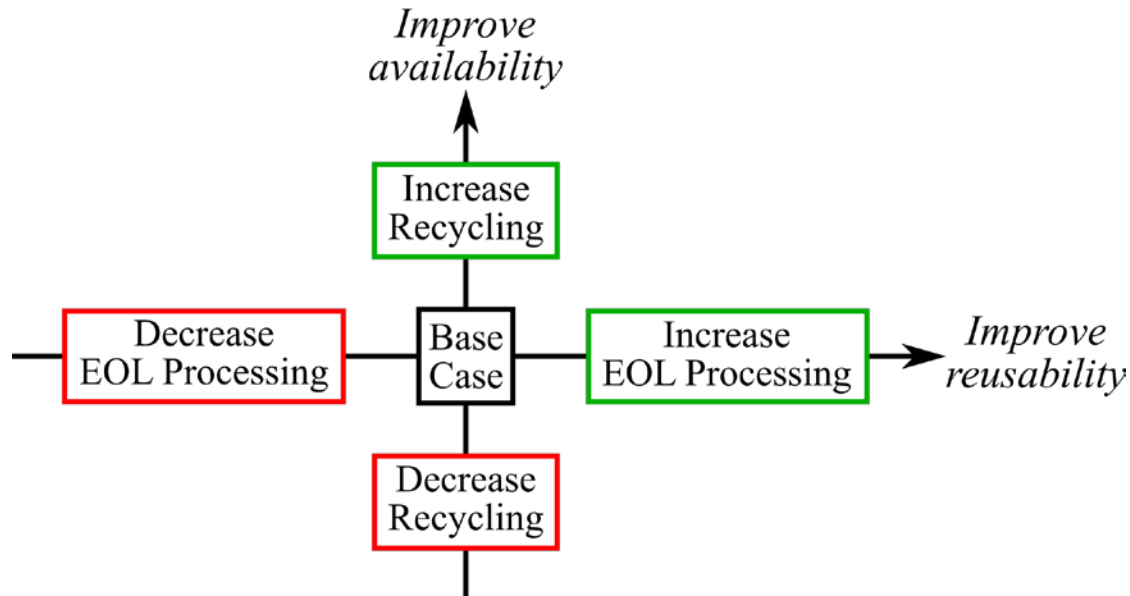 Improve
availability
Increase
Recycling
Decrease
EOL Processing
Base
Case
Increase
EOL Processing
Improve
reusability
Decrease
Recycling